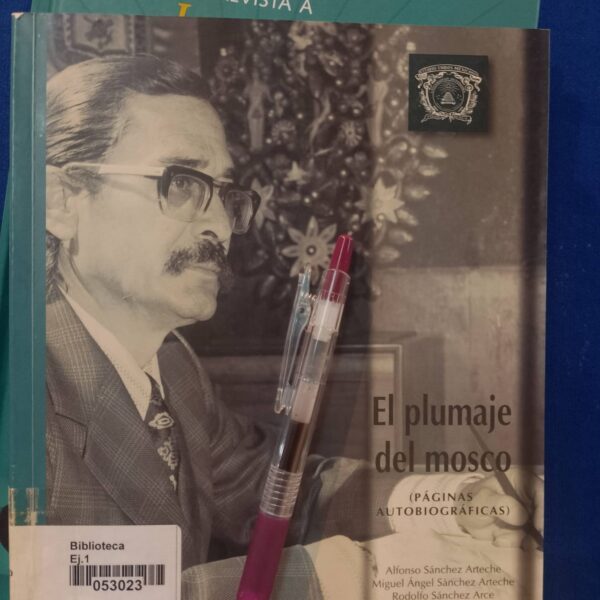 REVISTA A
El plumaje
del mosco
(PÁGINAS
AUTOBIOGRÁFICAS)
Alfonso Sánchez Arteche
Miguel Ángel Sánchez Arteche
Rodolfo Sánchez Arce
Biblioteca
Ej.1
053023